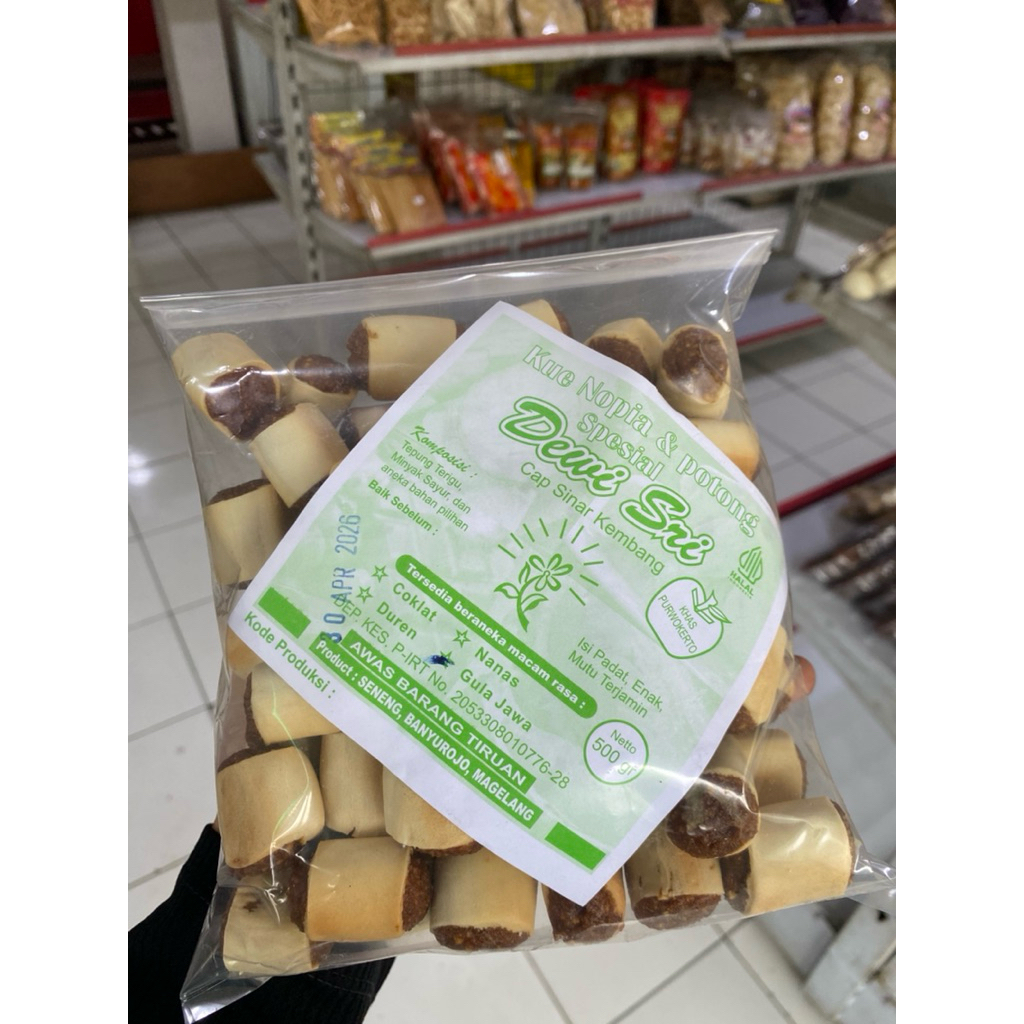 Kue Nopia & potong
Spesial
Dewi Sri
Cap Sinar Kembang
HALAL
KHAS
PURWOKERTO
Komposisi :
Tepung Terigu,
Minyak Sayur, dan
aneka bahan pilihan
Baik Sebelum :
30 APR 2026
Tersedia beraneka macam rasa :
Coklat
Nanas
Duren
Gula Jawa
Isi Padat, Enak,
Mutu Terjamin
Netto
500 gr
DEP KES. P-IRT No. 2053308010776-28
AWAS BARANG TIRUAN
Product : SENENG, BANYUROJO, MAGELANG
Kode Produksi :